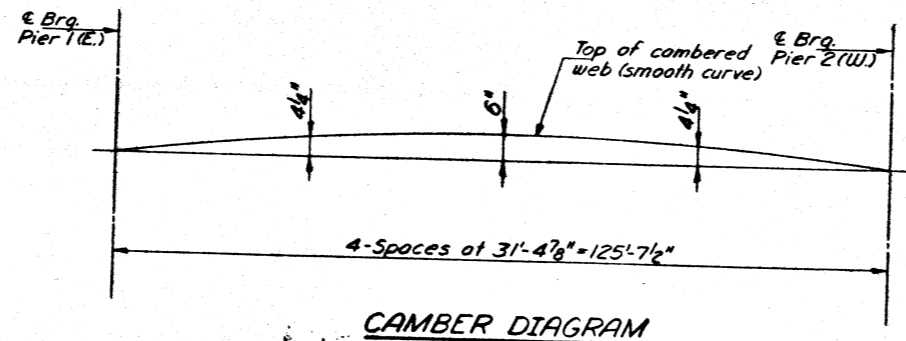 ℄ Brg.
Pier 1 (E.)
℄ Brg.
Pier 2 (W.)
Top of cambered
web (smooth curve)
4¼"
6"
4¼"
4-Spaces at 31'-4⅞"=125'-7½"
CAMBER DIAGRAM